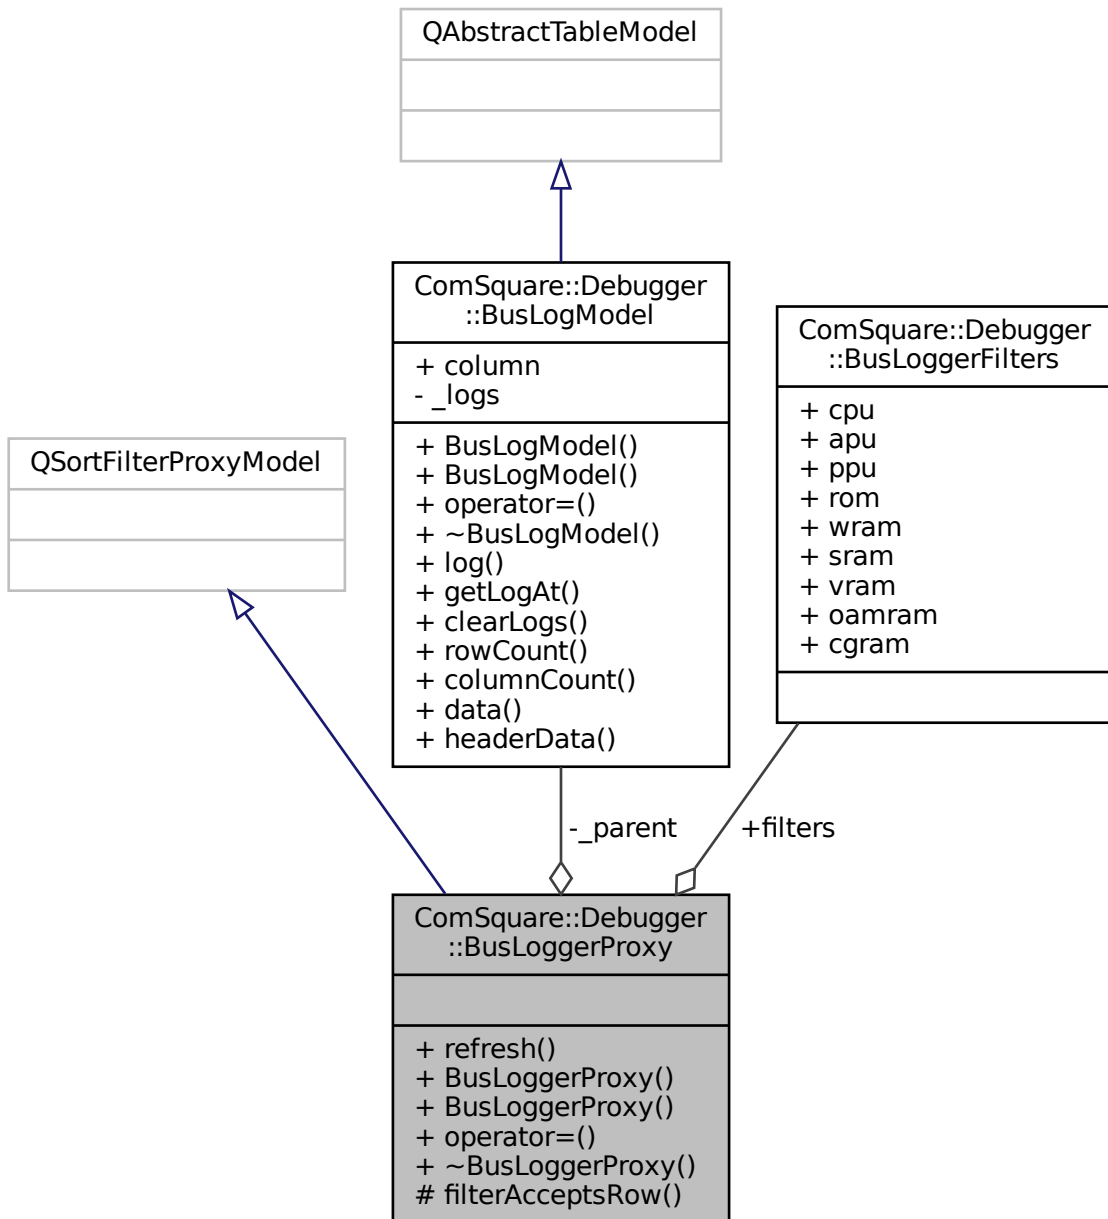 QAbstractTableModel
ComSquare::Debugger
::BusLogModel
+ column
- _logs
+ BusLogModel()
+ BusLogModel()
+ operator=()
+ ~BusLogModel()
+ log()
+ getLogAt()
+ clearLogs()
+ rowCount()
+ columnCount()
+ data()
+ headerData()
ComSquare::Debugger
::BusLoggerFilters
+ cpu
+ apu
+ ppu
+ rom
+ wram
+ sram
+ vram
+ oamram
+ cgram
QSortFilterProxyModel
-_parent
+filters
ComSquare::Debugger
::BusLoggerProxy
+ refresh()
+ BusLoggerProxy()
+ BusLoggerProxy()
+ operator=()
+ ~BusLoggerProxy()
# filterAcceptsRow()